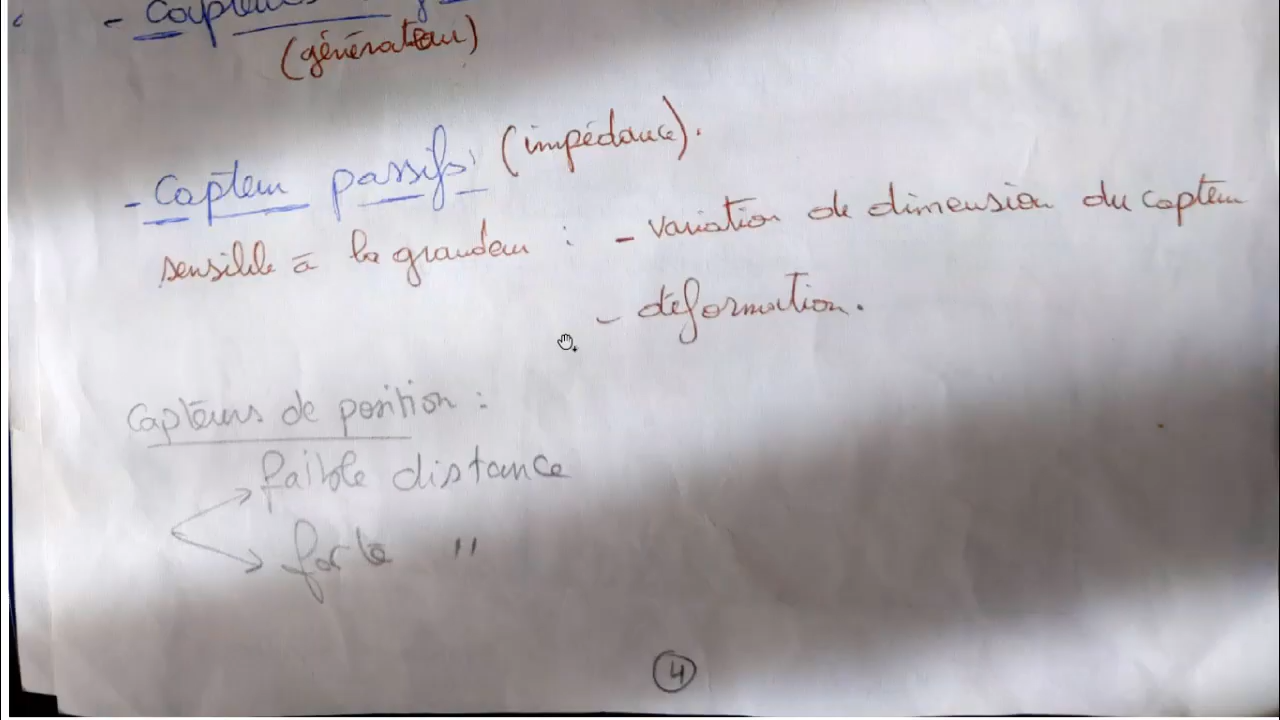 - Capteurs
(générateur)
- Capteur passifs (impédance).
sensible à la grandeur : - variation de dimension du capteur
- déformation.
Capteurs de position :
faible distance
forte "
4